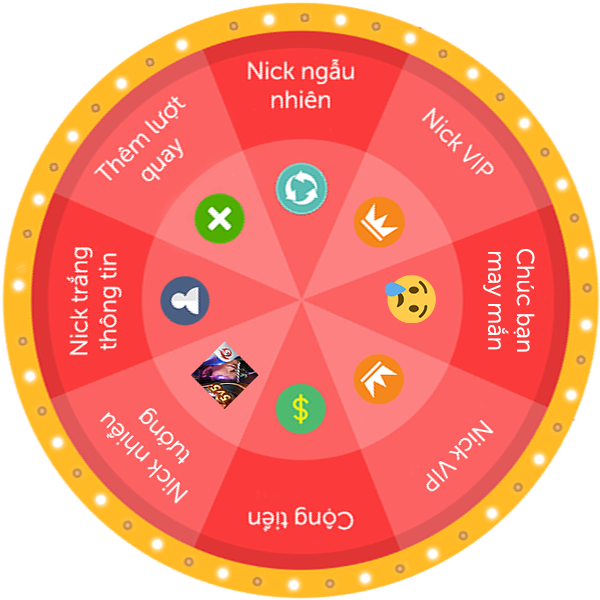 Nick ngẫu
nhiên
Nick VIP
Chúc bạn
may mắn
Nick VIP
Cộng tiền
Nick nhiều
tướng
Nick trắng
thông tin
Thêm lượt
quay
$
5V5